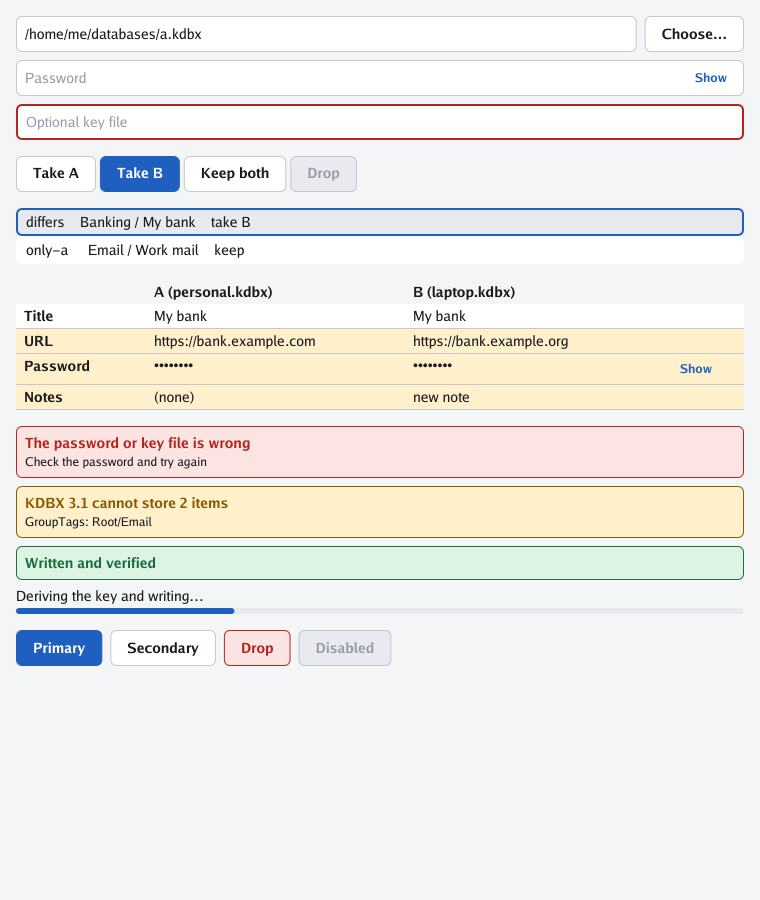 /home/me/databases/a.kdbx Choose...
Password Show
Optional key file
Take A Take B Keep both Drop
differs Banking / My bank take B
only-a Email / Work mail keep
A (personal.kdbx) B (laptop.kdbx)
Title My bank My bank
URL https://bank.example.com https://bank.example.org
Password •••••••• •••••••• Show
Notes (none) new note
The password or key file is wrong
Check the password and try again
KDBX 3.1 cannot store 2 items
GroupTags: Root/Email
Written and verified
Deriving the key and writing...
Primary Secondary Drop Disabled